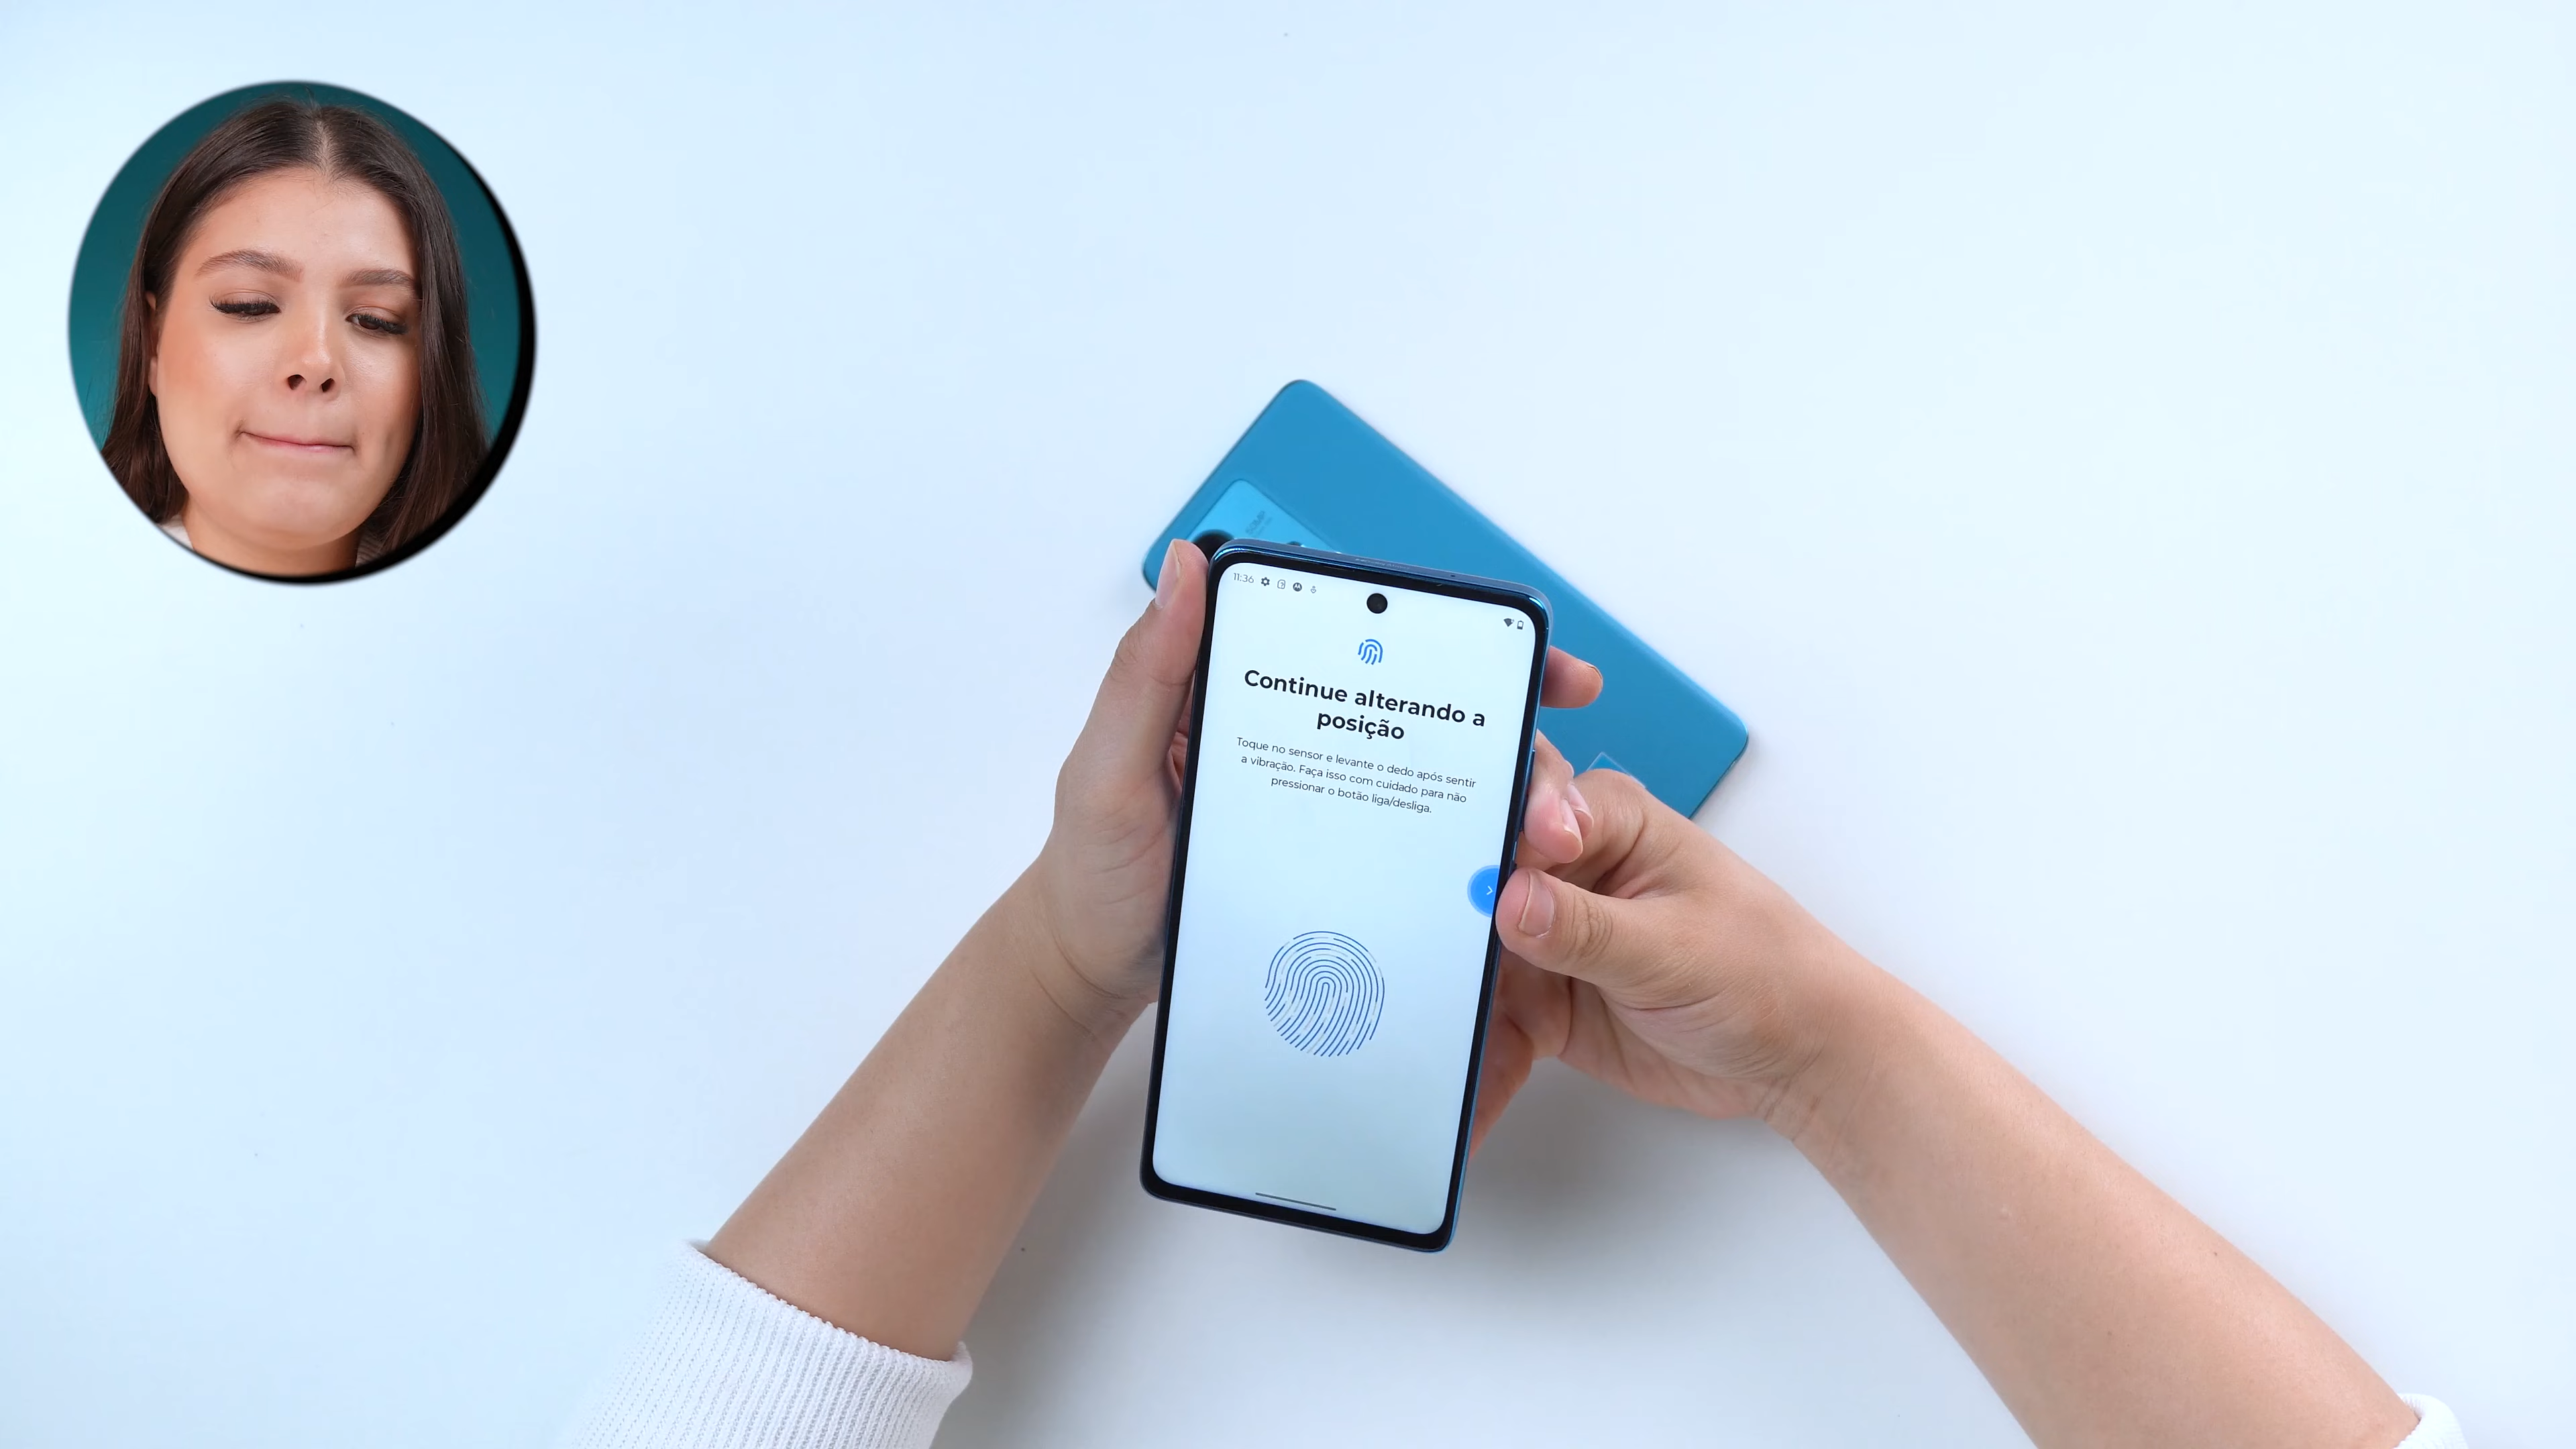 50MP
11:36
Continue alterando a
posição
Toque no sensor e levante o dedo após sentir
a vibração. Faça isso com cuidado para não
pressionar o botão liga/desliga.